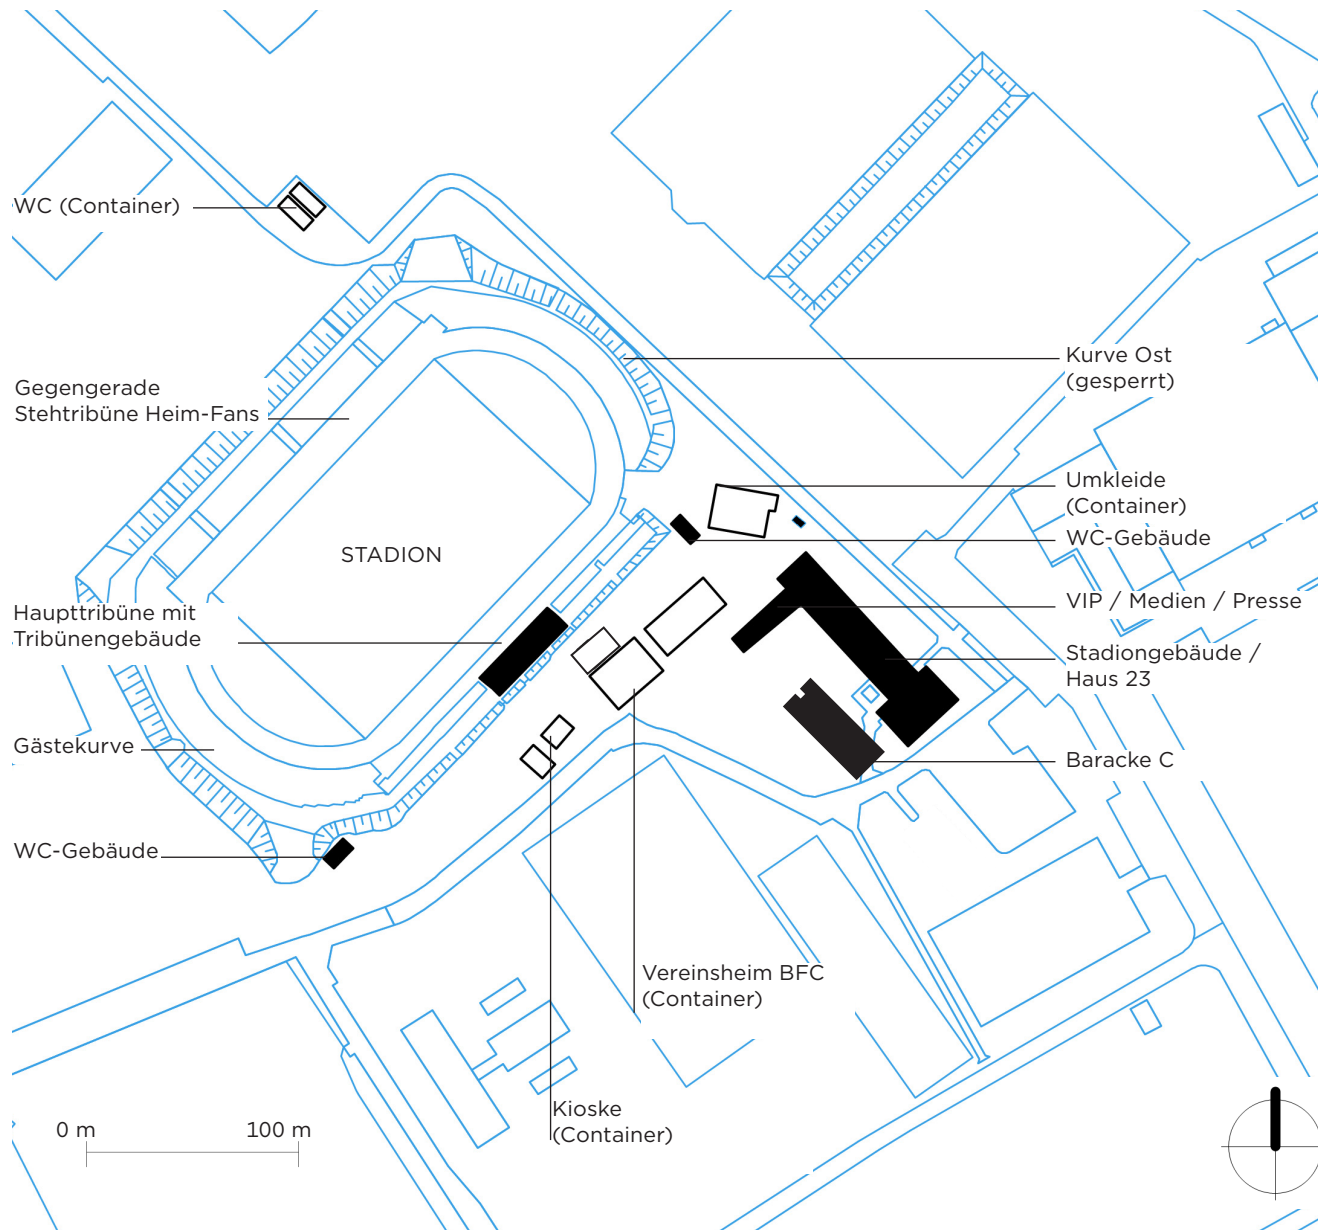 WC (Container)
Gegengerade
Stehtribüne Heim-Fans
STADION
Haupttribüne mit
Tribünengebäude
Gästekurve
WC-Gebäude
Kurve Ost
(gesperrt)
Umkleide
(Container)
WC-Gebäude
VIP / Medien / Presse
Stadiongebäude /
Haus 23
Baracke C
Vereinsheim BFC
(Container)
Kioske
(Container)
0 m 100 m